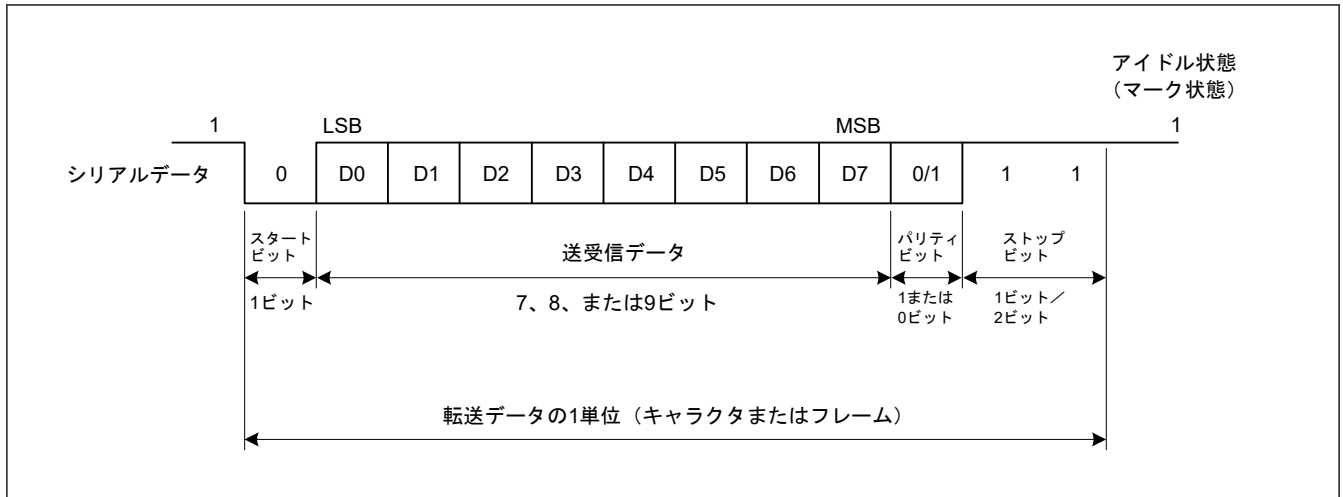 アイドル状態
（マーク状態）
1 LSB MSB 1
シリアルデータ 0 D0 D1 D2 D3 D4 D5 D6 D7 0/1 1 1
スタート
ビット
送受信データ
パリティ
ビット
ストップ
ビット
1ビット
7、8、または9ビット
1または
0ビット
1ビット／
2ビット
転送データの1単位（キャラクタまたはフレーム）